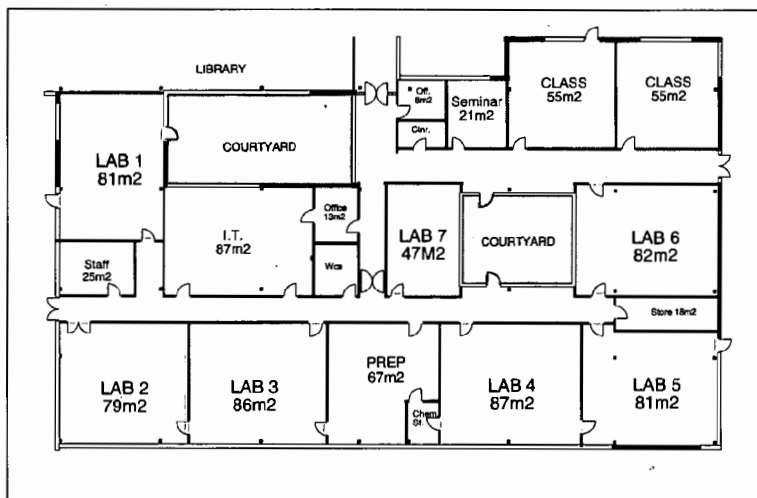 LIBRARY
COURTYARD
Off.
8m2
Clnr.
Seminar
21m2
CLASS
55m2
CLASS
55m2
LAB 1
81m2
I.T.
87m2
Office
13m2
Wcs
Staff
25m2
LAB 7
47M2
COURTYARD
LAB 6
82m2
Store 18m2
LAB 2
79m2
LAB 3
86m2
PREP
67m2
Chem
St.
LAB 4
87m2
LAB 5
81m2